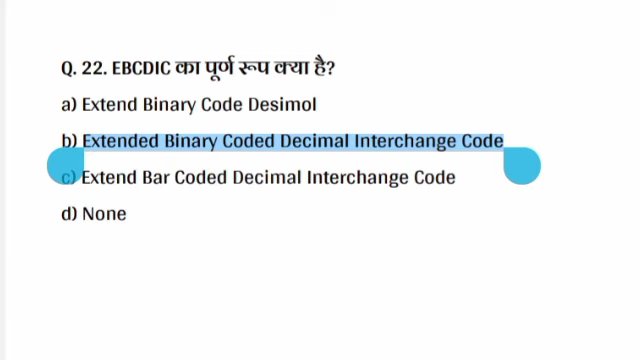 Q. 22. EBCDIC का पूर्ण रूप क्या है?
a) Extend Binary Code Desimol
b) Extended Binary Coded Decimal Interchange Code
c) Extend Bar Coded Decimal Interchange Code
d) None